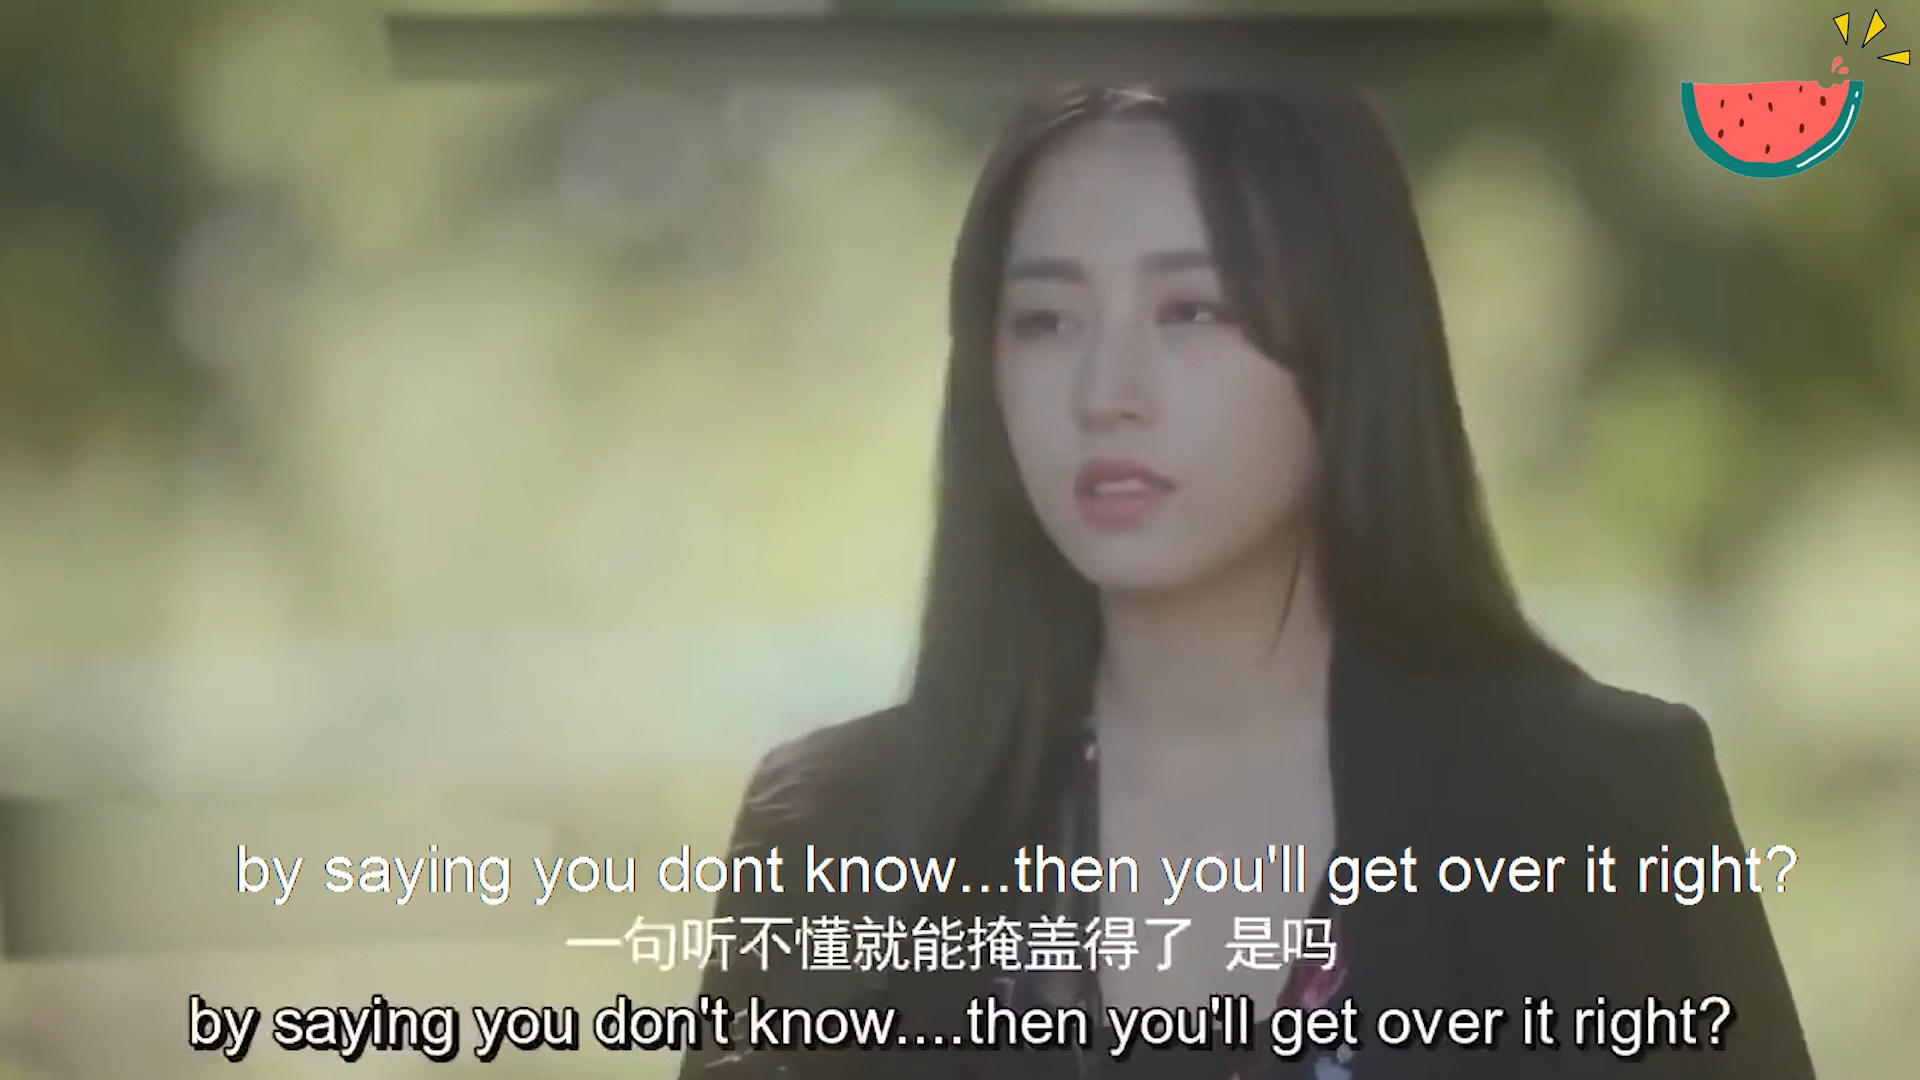 by saying you dont know...then you'll get over it right?
一句听不懂就能掩盖得了 是吗
by saying you don't know....then you'll get over it right?